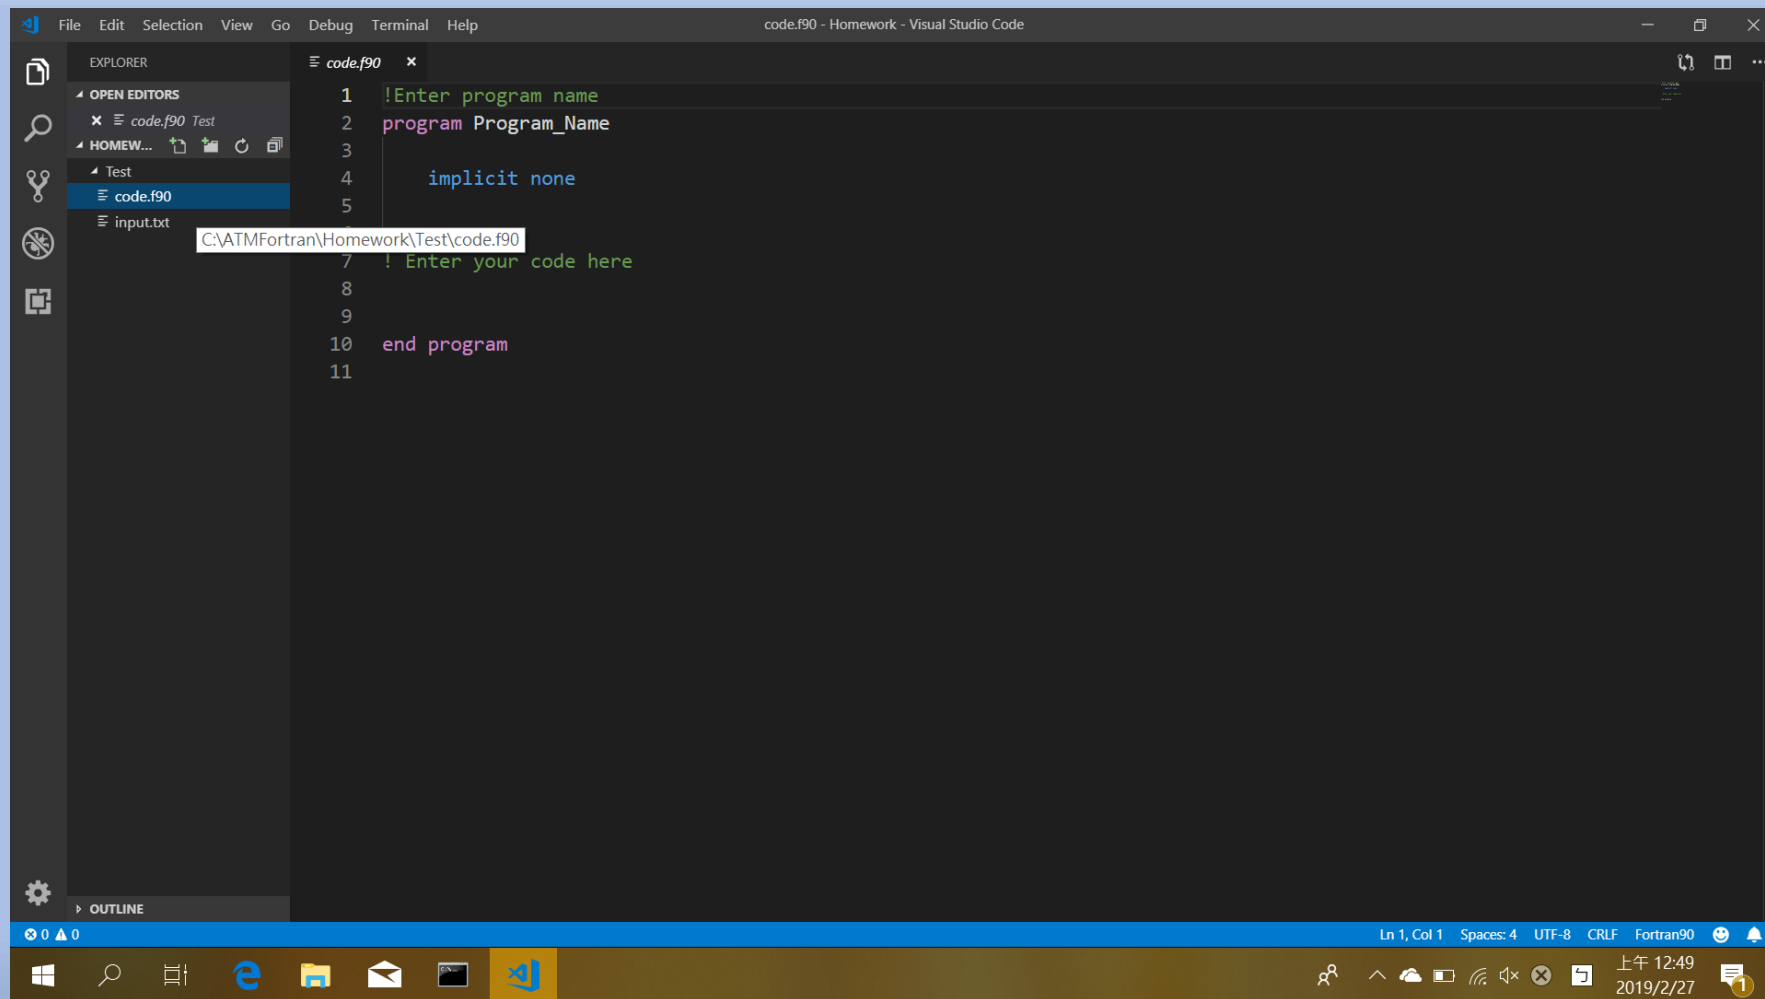 File Edit Selection View Go Debug Terminal Help
code.f90 - Homework - Visual Studio Code
EXPLORER
OPEN EDITORS
code.f90 Test
HOMEW...
Test
code.f90
input.txt
C:\ATMFortran\Homework\Test\code.f90
OUTLINE
code.f90
1 !Enter program name
2 program Program_Name
3
4 implicit none
5
7 ! Enter your code here
8
9
10 end program
11
0 0
Ln 1, Col 1 Spaces: 4 UTF-8 CRLF Fortran90
上午 12:49
2019/2/27
1